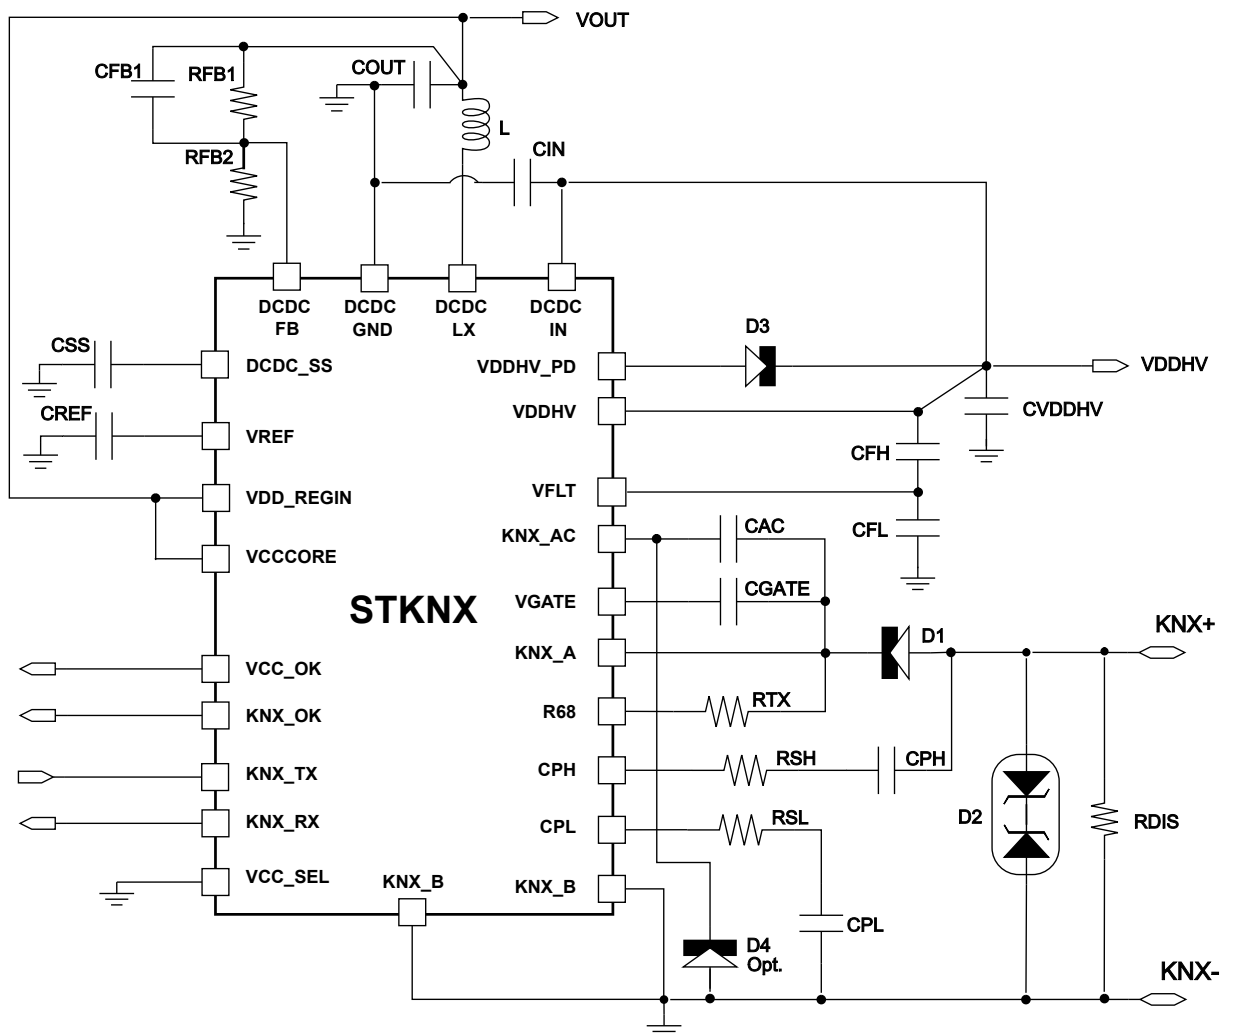 VOUT
COUT
CFB1
RFB1
L
CIN
RFB2
DCDC
FB
DCDC
GND
DCDC
LX
DCDC
IN
D3
CSS
DCDC_SS
VDDHV_PD
VDDHV
CREF
VREF
VDDHV
CVDDHV
CFH
VDD_REGIN
VFLT
CFL
KNX_AC
CAC
VCCCORE
STKNX
VGATE
CGATE
KNX_A
D1
KNX+
VCC_OK
KNX_OK
R68
RTX
KNX_TX
CPH
RSH
CPH
KNX_RX
CPL
RSL
D2
RDIS
VCC_SEL
KNX_B
KNX_B
CPL
D4
Opt.
KNX-